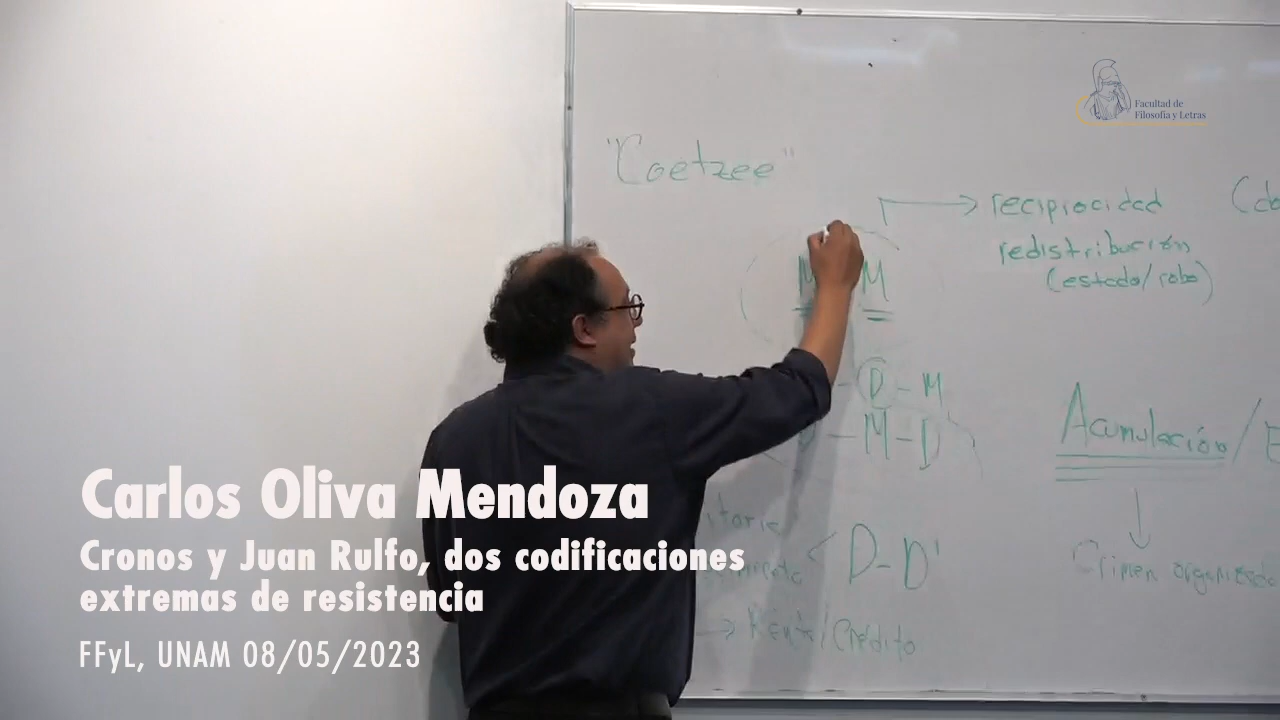 Facultad de
Filosofía y Letras
"Coetzee"
reciprocidad
redistribución
(estado/robo)
M M
D - M
- M - D
Acumulación /
D - D'
Crimen organizado
Renta/Crédito
Carlos Oliva Mendoza
Cronos y Juan Rulfo, dos codificaciones
extremas de resistencia
FFyL, UNAM 08/05/2023